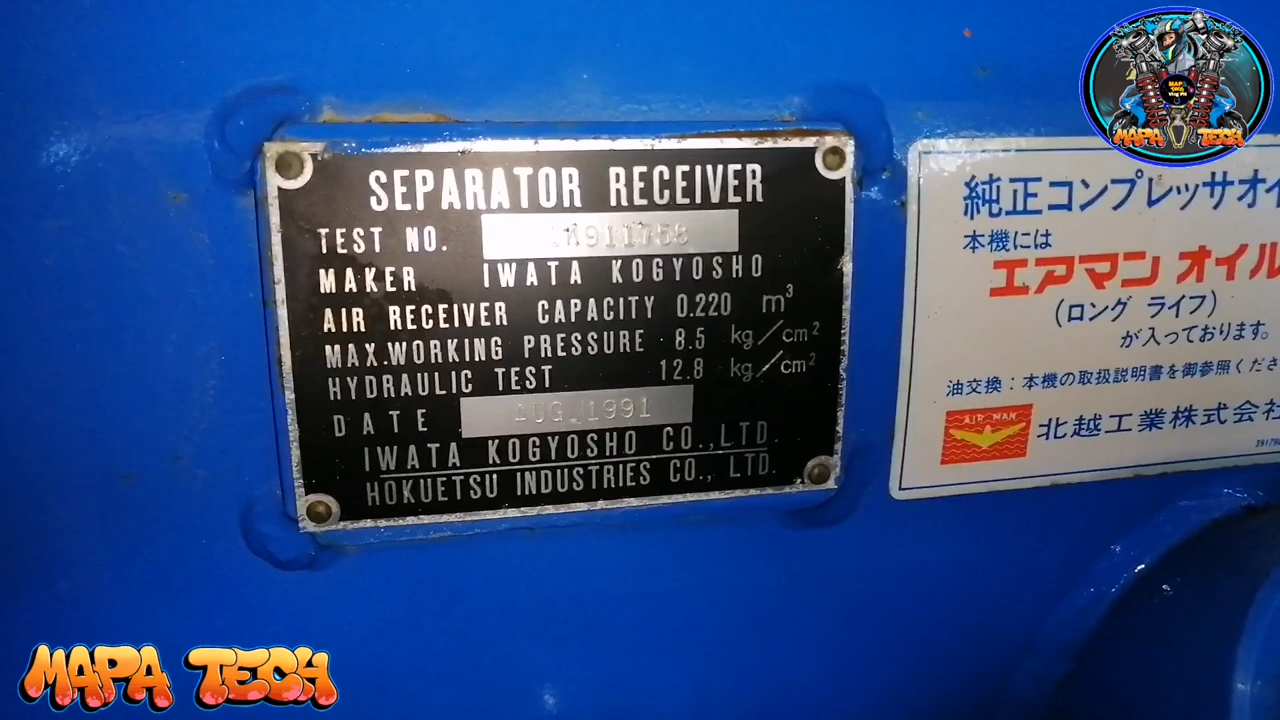 SEPARATOR RECEIVER
TEST NO.
MAKER IWATA KOGYOSHO
AIR RECEIVER CAPACITY 0.220 m³
MAX.WORKING PRESSURE 8.5 kg/cm²
HYDRAULIC TEST 12.8 kg/cm²
DATE AUG. 1991
IWATA KOGYOSHO CO.,LTD.
HOKUETSU INDUSTRIES CO., LTD.
純正コンプレッサオイ
本機には
エアマン オイル
(ロング ライフ)
が入っております。
油交換:本機の取扱説明書を御参照くださ
AIR MAN
北越工業株式会社
MAPA TECH
MAPA TECH